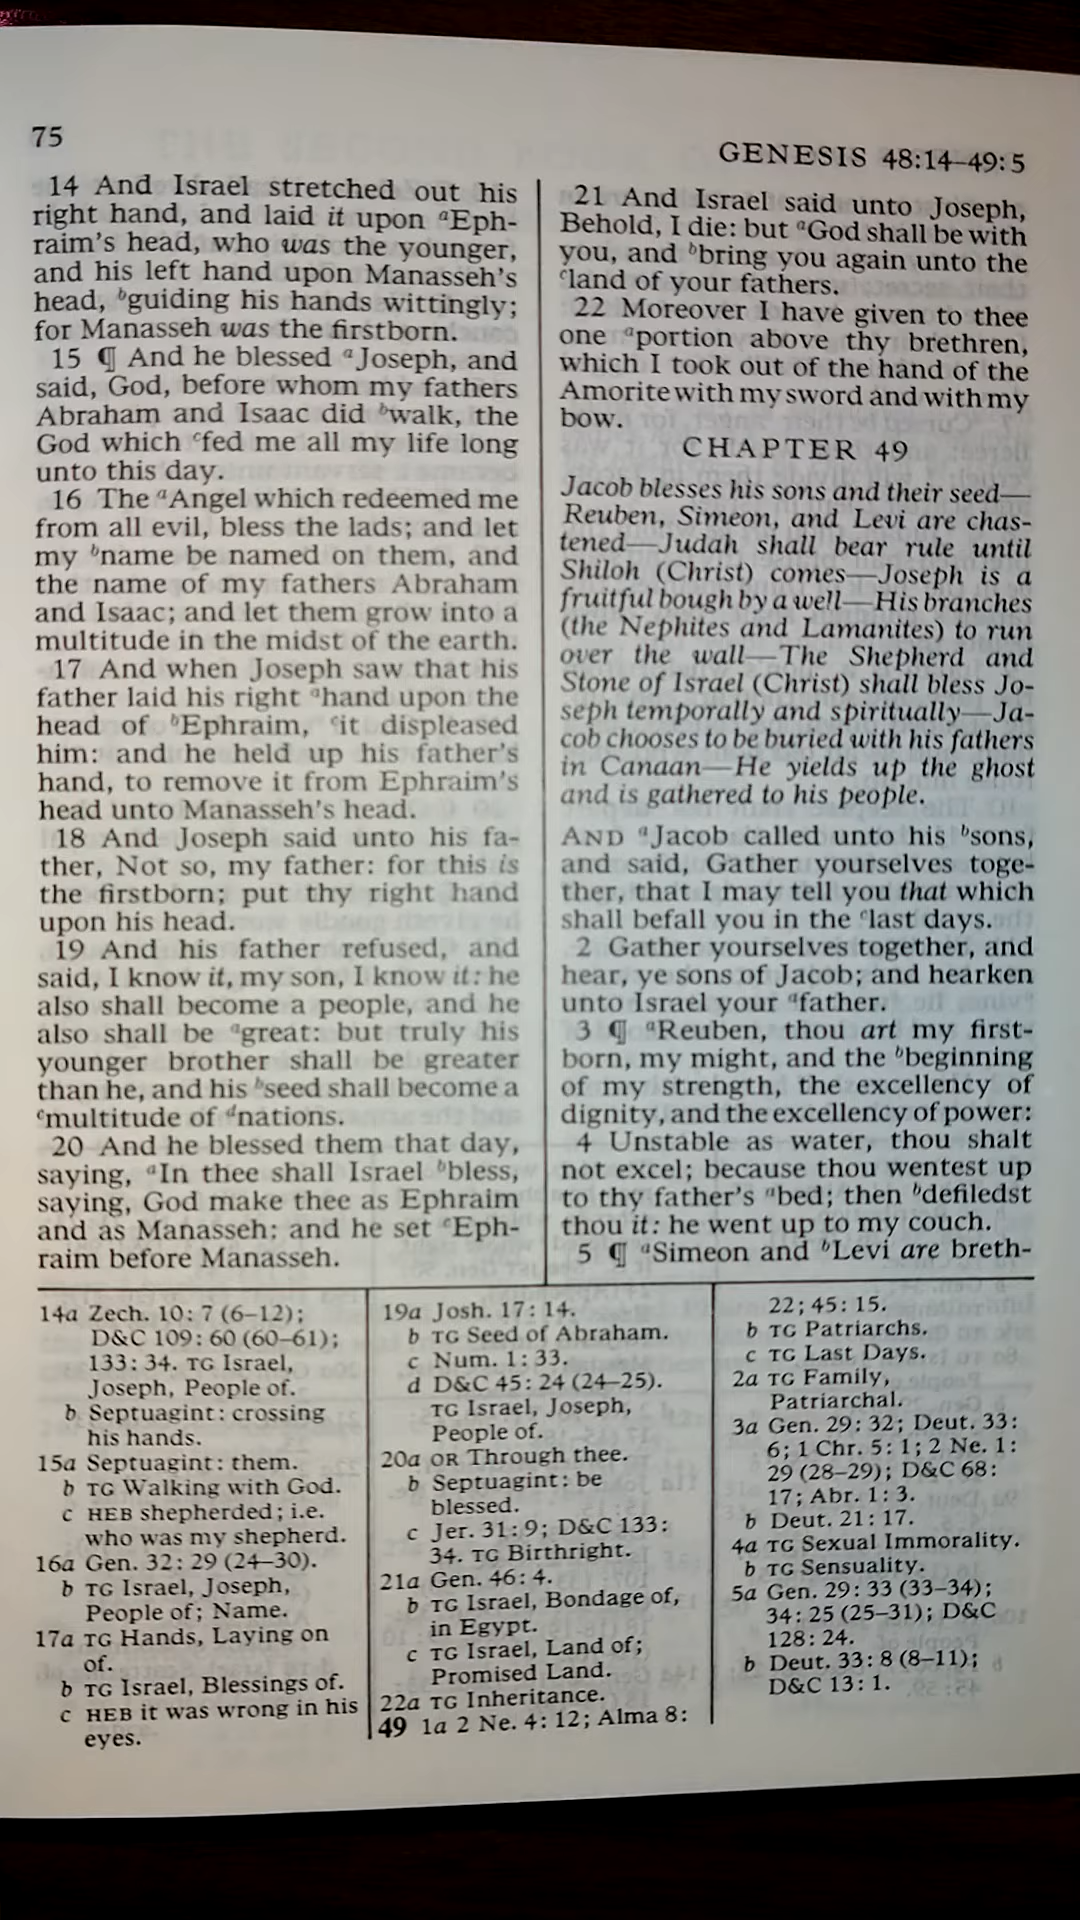 75
GENESIS 48:14–49:5
14 And Israel stretched out his
right hand, and laid it upon aEph-
raim's head, who was the younger,
and his left hand upon Manasseh's
head, bguiding his hands wittingly;
for Manasseh was the firstborn.
15 ¶ And he blessed aJoseph, and
said, God, before whom my fathers
Abraham and Isaac did bwalk, the
God which cfed me all my life long
unto this day.
16 The aAngel which redeemed me
from all evil, bless the lads; and let
my bname be named on them, and
the name of my fathers Abraham
and Isaac; and let them grow into a
multitude in the midst of the earth.
17 And when Joseph saw that his
father laid his right ahand upon the
head of bEphraim, cit displeased
him: and he held up his father's
hand, to remove it from Ephraim's
head unto Manasseh's head.
18 And Joseph said unto his fa-
ther, Not so, my father: for this is
the firstborn; put thy right hand
upon his head.
19 And his father refused, and
said, I know it, my son, I know it: he
also shall become a people, and he
also shall be agreat: but truly his
younger brother shall be greater
than he, and his bseed shall become a
cmultitude of dnations.
20 And he blessed them that day,
saying, aIn thee shall Israel bbless,
saying, God make thee as Ephraim
and as Manasseh: and he set cEph-
raim before Manasseh.
21 And Israel said unto Joseph,
Behold, I die: but aGod shall be with
you, and bbring you again unto the
cland of your fathers.
22 Moreover I have given to thee
one aportion above thy brethren,
which I took out of the hand of the
Amorite with my sword and with my
bow.
CHAPTER 49
Jacob blesses his sons and their seed—
Reuben, Simeon, and Levi are chas-
tened—Judah shall bear rule until
Shiloh (Christ) comes—Joseph is a
fruitful bough by a well—His branches
(the Nephites and Lamanites) to run
over the wall—The Shepherd and
Stone of Israel (Christ) shall bless Jo-
seph temporally and spiritually—Ja-
cob chooses to be buried with his fathers
in Canaan—He yields up the ghost
and is gathered to his people.
AND aJacob called unto his bsons,
and said, Gather yourselves toge-
ther, that I may tell you that which
shall befall you in the clast days.
2 Gather yourselves together, and
hear, ye sons of Jacob; and hearken
unto Israel your afather.
3 ¶ aReuben, thou art my first-
born, my might, and the bbeginning
of my strength, the excellency of
dignity, and the excellency of power:
4 Unstable as water, thou shalt
not excel; because thou wentest up
to thy father's abed; then bdefiledst
thou it: he went up to my couch.
5 ¶ aSimeon and bLevi are breth-
14a Zech. 10: 7 (6–12);
D&C 109: 60 (60–61);
133: 34. TG Israel,
Joseph, People of.
b Septuagint: crossing
his hands.
15a Septuagint: them.
b TG Walking with God.
c HEB shepherded; i.e.
who was my shepherd.
16a Gen. 32: 29 (24–30).
b TG Israel, Joseph,
People of; Name.
17a TG Hands, Laying on
of.
b TG Israel, Blessings of.
c HEB it was wrong in his
eyes.
19a Josh. 17: 14.
b TG Seed of Abraham.
c Num. 1: 33.
d D&C 45: 24 (24–25).
TG Israel, Joseph,
People of.
20a OR Through thee.
b Septuagint: be
blessed.
c Jer. 31: 9; D&C 133:
34. TG Birthright.
21a Gen. 46: 4.
b TG Israel, Bondage of,
in Egypt.
c TG Israel, Land of;
Promised Land.
22a TG Inheritance.
49 1a 2 Ne. 4: 12; Alma 8:
22; 45: 15.
b TG Patriarchs.
c TG Last Days.
2a TG Family,
Patriarchal.
3a Gen. 29: 32; Deut. 33:
6; 1 Chr. 5: 1; 2 Ne. 1:
29 (28–29); D&C 68:
17; Abr. 1: 3.
b Deut. 21: 17.
4a TG Sexual Immorality.
b TG Sensuality.
5a Gen. 29: 33 (33–34);
34: 25 (25–31); D&C
128: 24.
b Deut. 33: 8 (8–11);
D&C 13: 1.